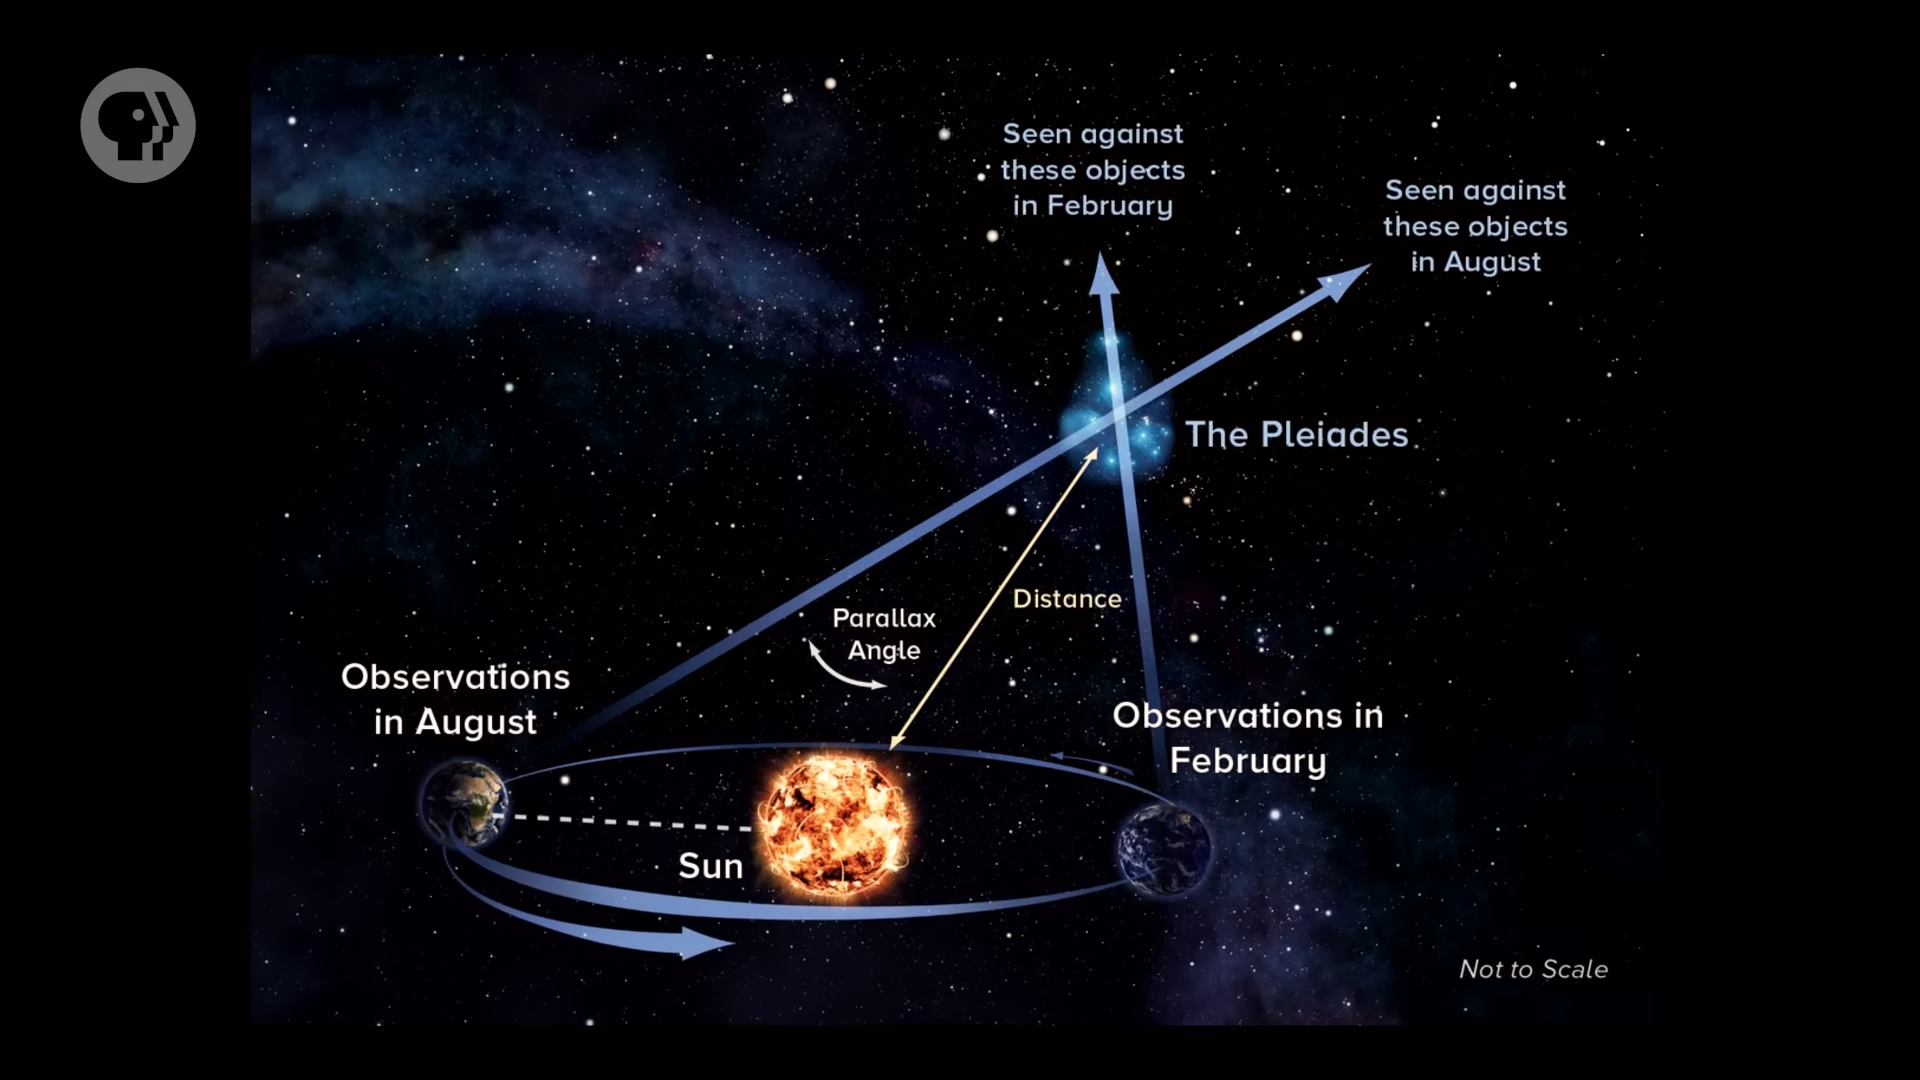 Seen against
these objects
in February
Seen against
these objects
in August
The Pleiades
Distance
Parallax
Angle
Observations
in August
Observations in
February
Sun
Not to Scale